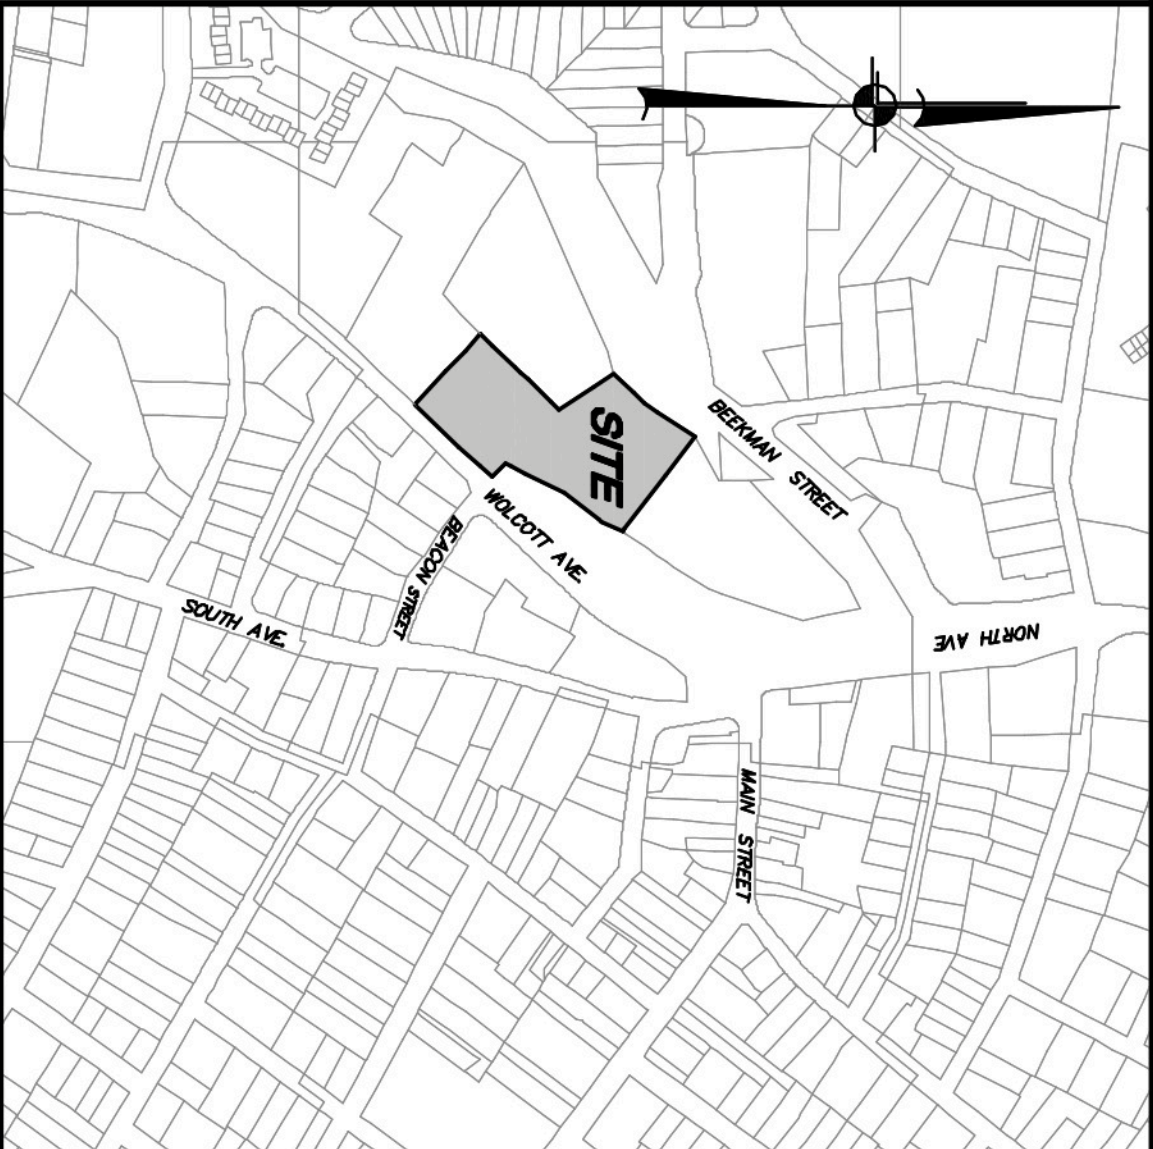 BEEKMAN STREET
SITE
WOLCOTT AVE.
BEACON STREET
SOUTH AVE.
NORTH AVE
MAIN STREET